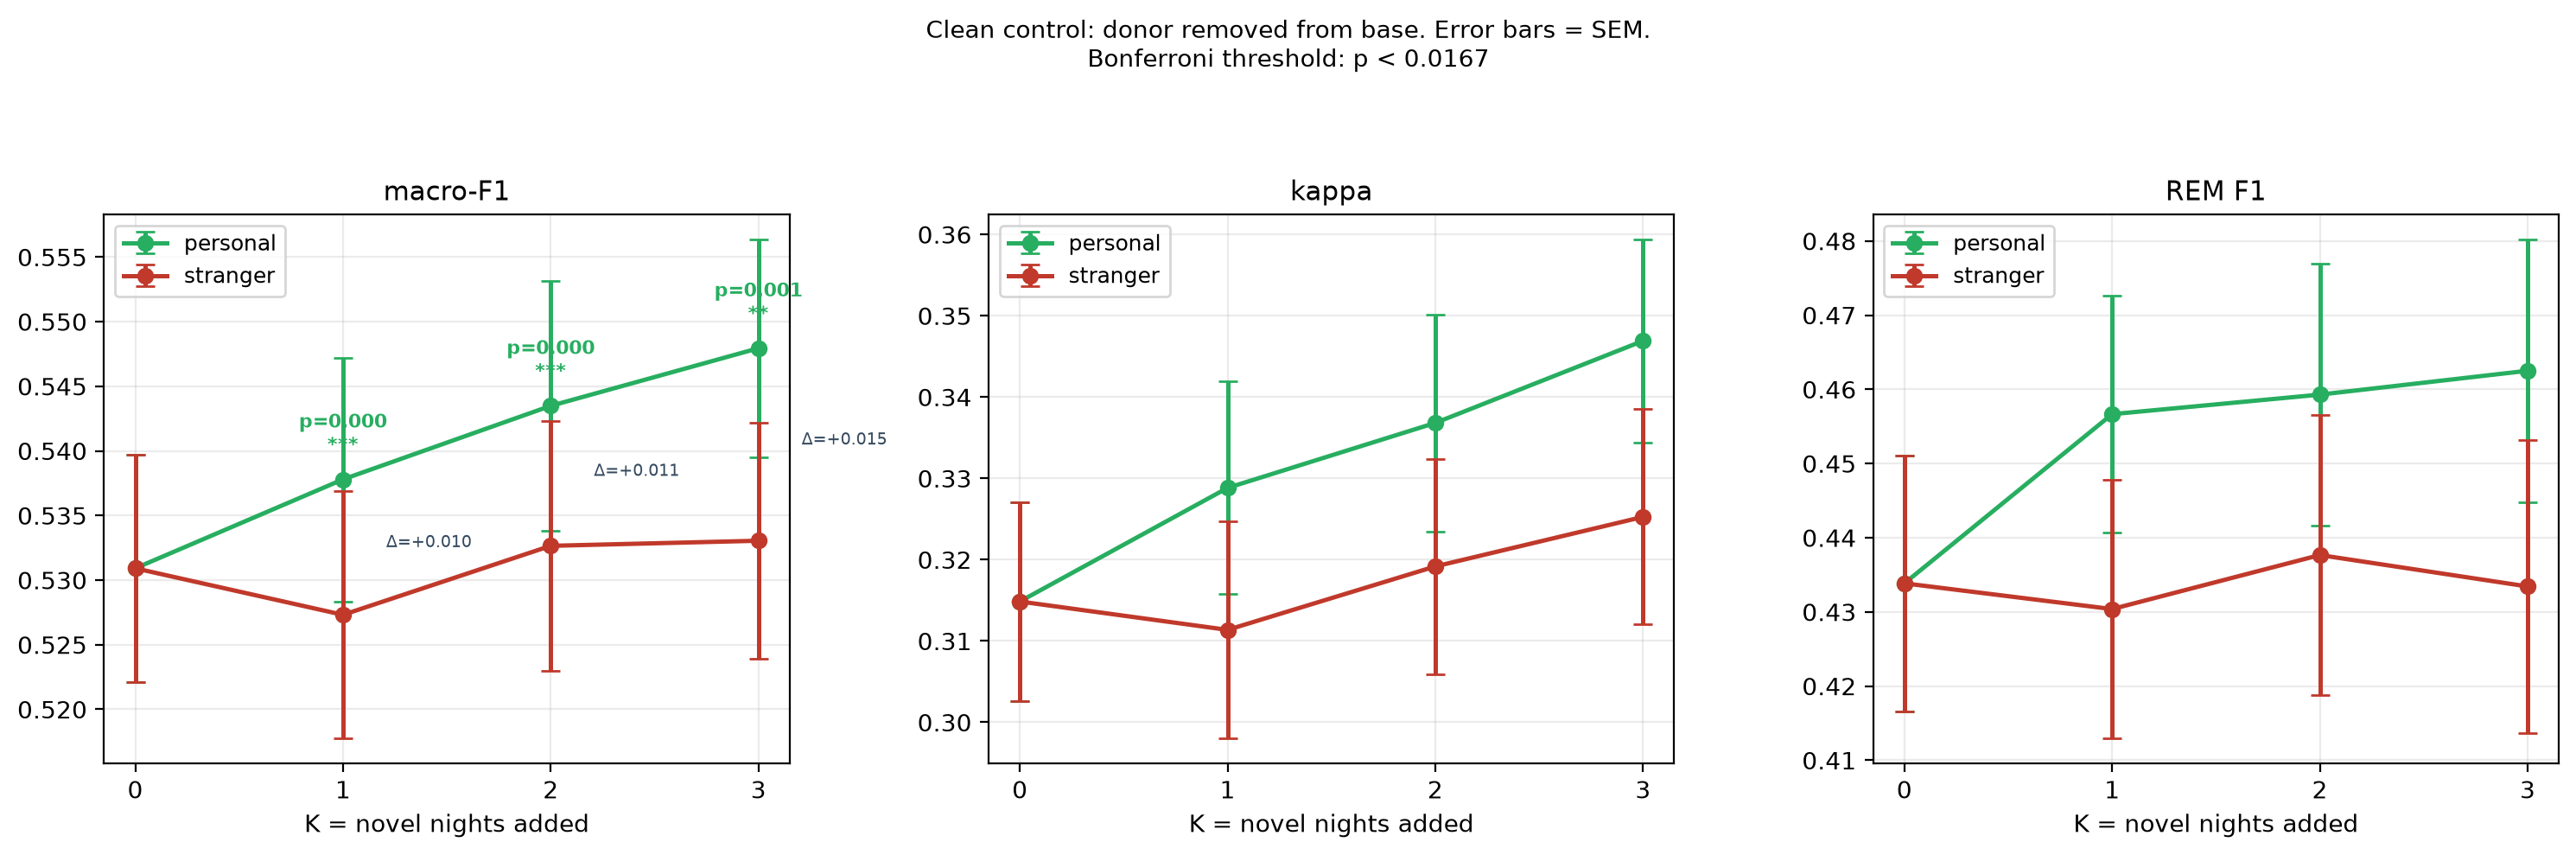 Clean control: donor removed from base. Error bars = SEM.
Bonferroni threshold: p < 0.0167
macro-F1
personal
stranger
0.555
0.550
0.545
0.540
0.535
0.530
0.525
0.520
p=0.000
***
p=0.000
***
p=0.001
**
Δ=+0.010
Δ=+0.011
Δ=+0.015
0 1 2 3
K = novel nights added
kappa
personal
stranger
0.36
0.35
0.34
0.33
0.32
0.31
0.30
0 1 2 3
K = novel nights added
REM F1
personal
stranger
0.48
0.47
0.46
0.45
0.44
0.43
0.42
0.41
0 1 2 3
K = novel nights added